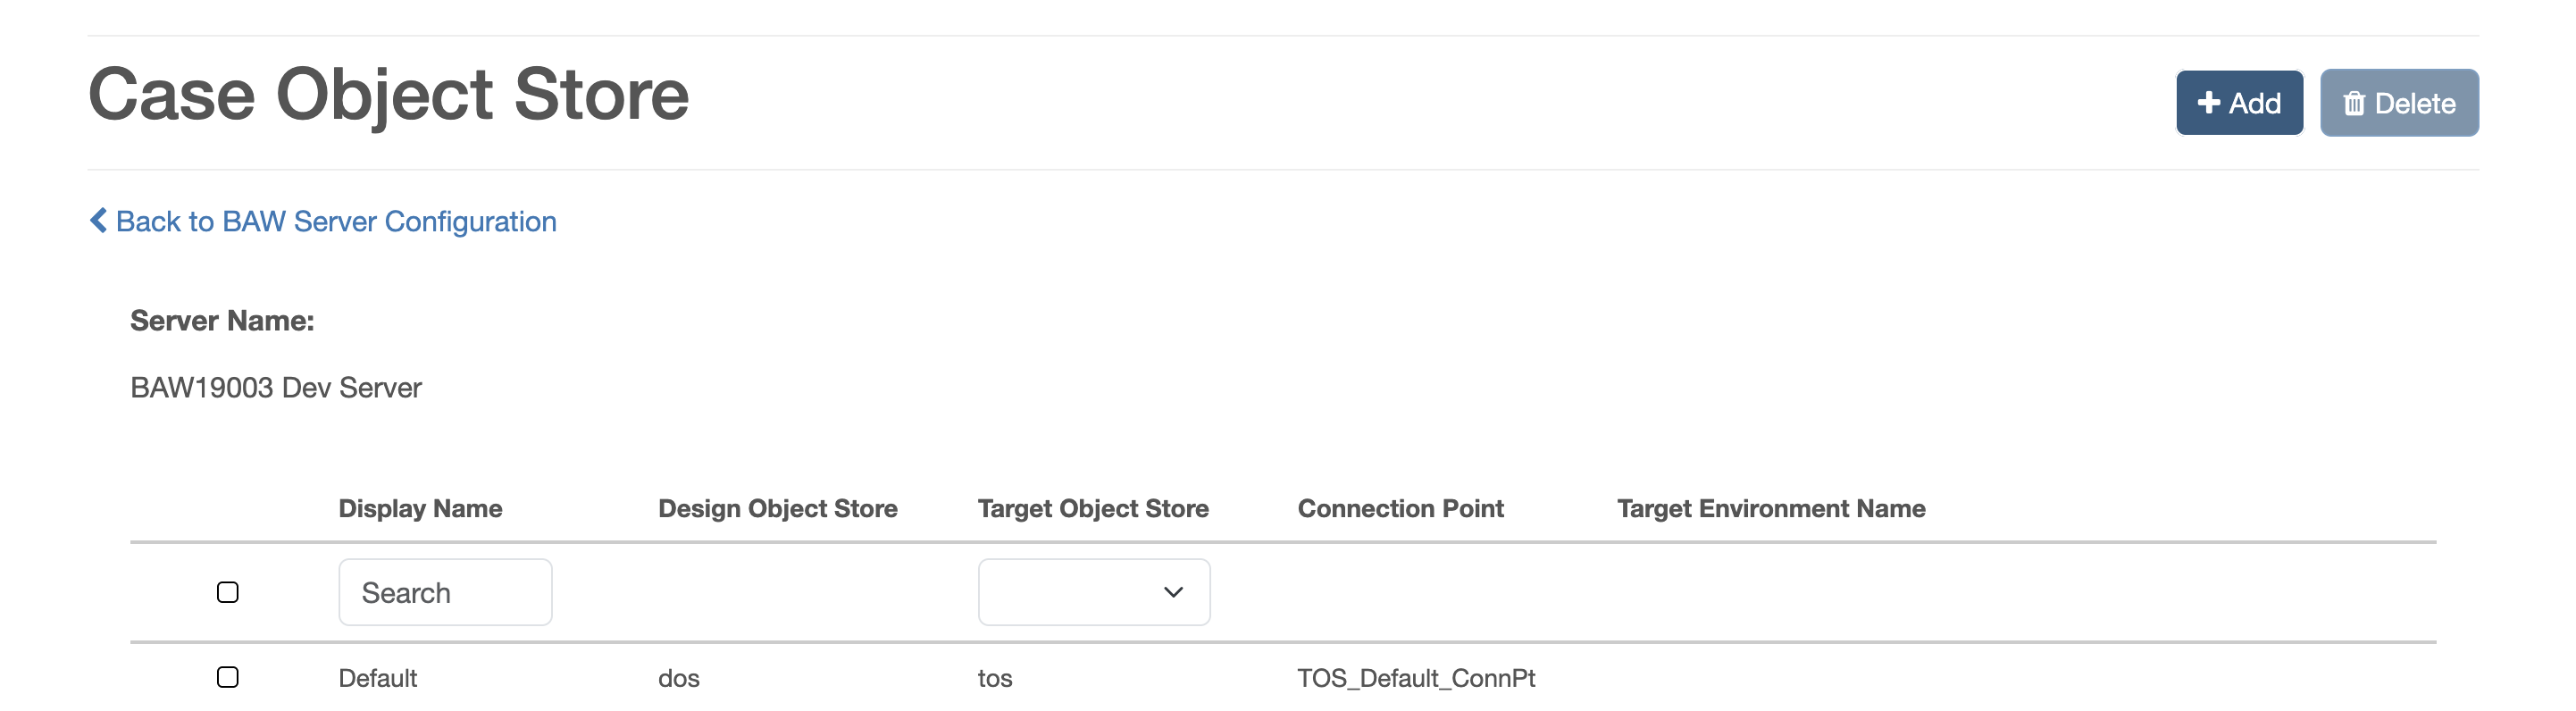 Case Object Store
Add
Delete
Back to BAW Server Configuration
Server Name:
BAW19003 Dev Server
Display Name Design Object Store Target Object Store Connection Point Target Environment Name
Search
Default dos tos TOS_Default_ConnPt